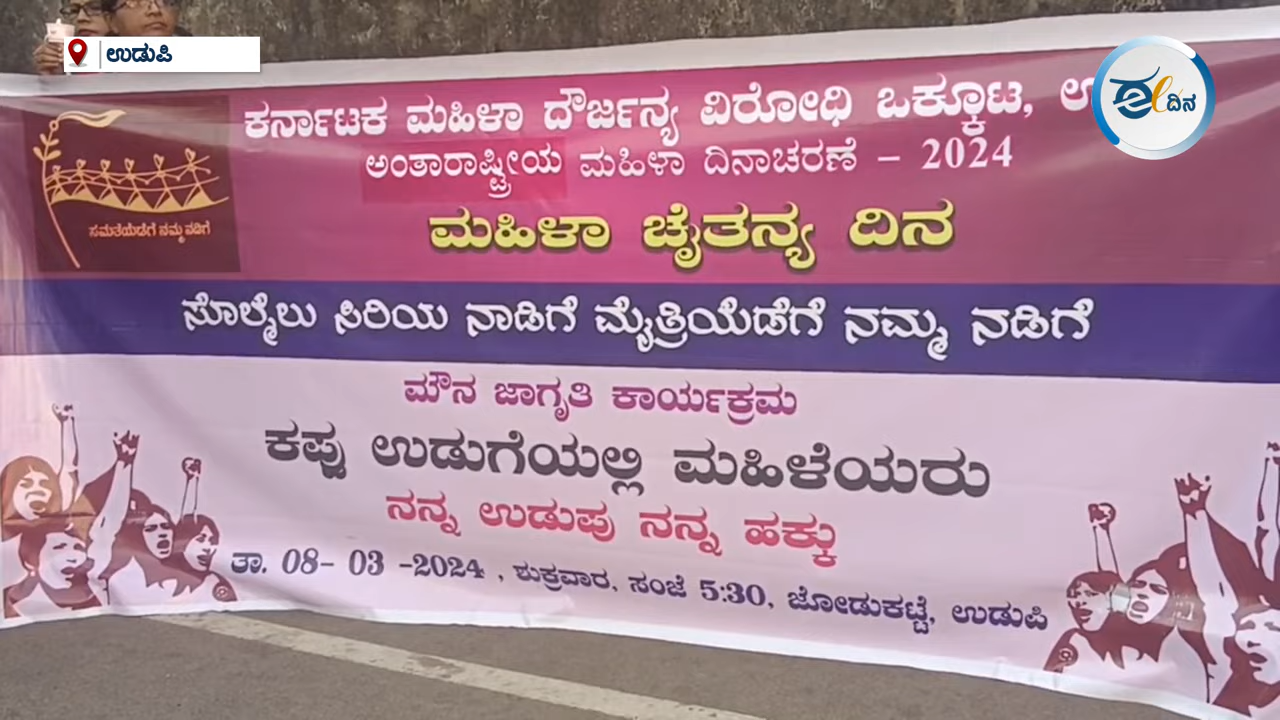 ಉಡುಪಿ
ಈ ದಿನ
ಕರ್ನಾಟಕ ಮಹಿಳಾ ದೌರ್ಜನ್ಯ ವಿರೋಧಿ ಒಕ್ಕೂಟ,
ಅಂತಾರಾಷ್ಟ್ರೀಯ ಮಹಿಳಾ ದಿನಾಚರಣೆ – 2024
ಸಮತೆಯೆಡೆಗೆ ನಮ್ಮ ನಡಿಗೆ
ಮಹಿಳಾ ಚೈತನ್ಯ ದಿನ
ಸೊಲ್ಮೆಲು ಸಿರಿಯ ನಾಡಿಗೆ ಮೈತ್ರಿಯೆಡೆಗೆ ನಮ್ಮ ನಡಿಗೆ
ಮೌನ ಜಾಗೃತಿ ಕಾರ್ಯಕ್ರಮ
ಕಪ್ಪು ಉಡುಗೆಯಲ್ಲಿ ಮಹಿಳೆಯರು
ನನ್ನ ಉಡುಪು ನನ್ನ ಹಕ್ಕು
ತಾ. 08- 03 -2024 , ಶುಕ್ರವಾರ, ಸಂಜೆ 5:30, ಜೋಡುಕಟ್ಟೆ, ಉಡುಪಿ